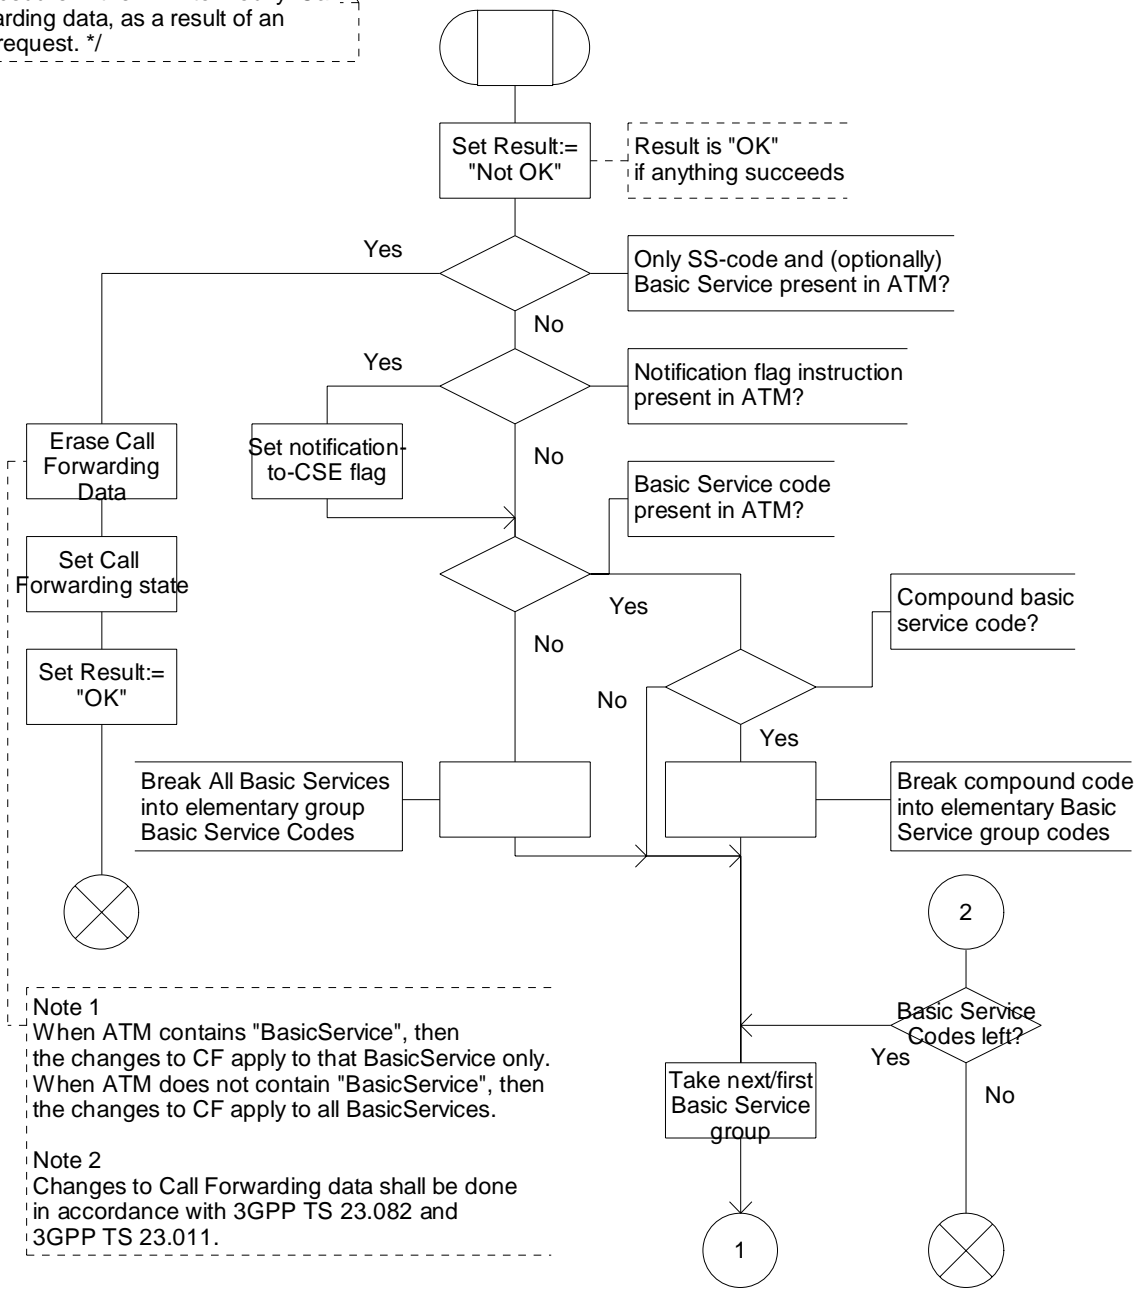 arding data, as a result of an
request. */
Set Result:=
"Not OK"
Result is "OK"
if anything succeeds
Yes
Only SS-code and (optionally)
Basic Service present in ATM?
No
Yes
Notification flag instruction
present in ATM?
Erase Call
Forwarding
Data
Set notification-
to-CSE flag
No
Basic Service code
present in ATM?
Set Call
Forwarding state
Yes
Compound basic
service code?
No
Set Result:=
"OK"
No
Yes
Break All Basic Services
into elementary group
Basic Service Codes
Break compound code
into elementary Basic
Service group codes
2
Basic Service
Codes left?
Yes
No
Take next/first
Basic Service
group
1
Note 1
When ATM contains "BasicService", then
the changes to CF apply to that BasicService only.
When ATM does not contain "BasicService", then
the changes to CF apply to all BasicServices.
Note 2
Changes to Call Forwarding data shall be done
in accordance with 3GPP TS 23.082 and
3GPP TS 23.011.